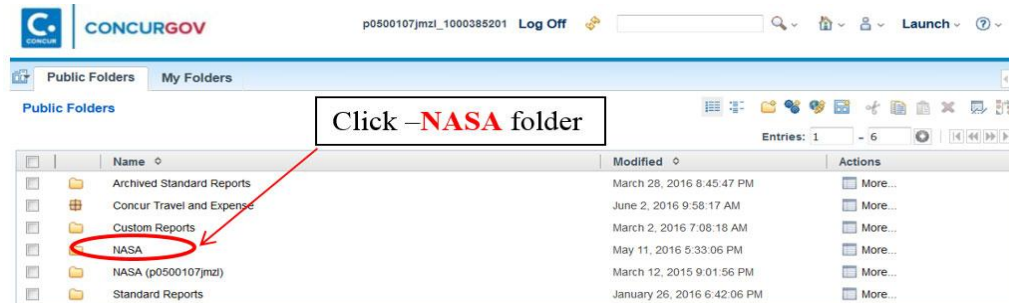 C.
CONCUR
CONCURGOV
p0500107jmzl_1000385201 Log Off
Launch
?
Public Folders My Folders
Public Folders
Click –NASA folder
Entries: 1 - 6
Name Modified Actions
Archived Standard Reports March 28, 2016 8:45:47 PM More...
Concur Travel and Expense June 2, 2016 9:58:17 AM More...
Custom Reports March 2, 2016 7:08:18 AM More...
NASA May 11, 2016 5:33:06 PM More...
NASA (p0500107jmzl) March 12, 2015 9:01:56 PM More...
Standard Reports January 26, 2016 6:42:06 PM More...